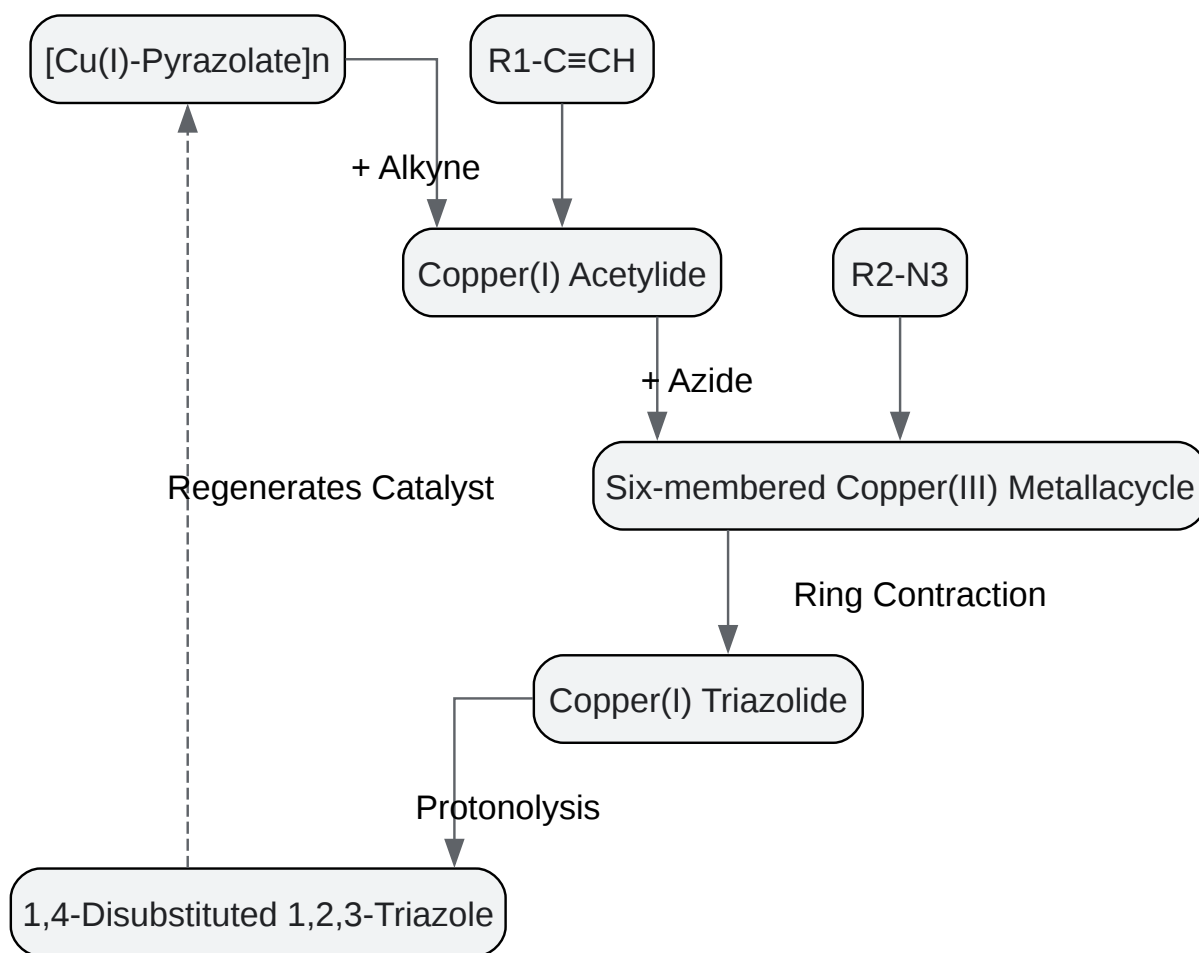 [Cu(I)-Pyrazolate]n
R1-C≡CH
+ Alkyne
Copper(I) Acetylide
R2-N3
+ Azide
Regenerates Catalyst
Six-membered Copper(III) Metallacycle
Ring Contraction
Copper(I) Triazolide
Protonolysis
1,4-Disubstituted 1,2,3-Triazole